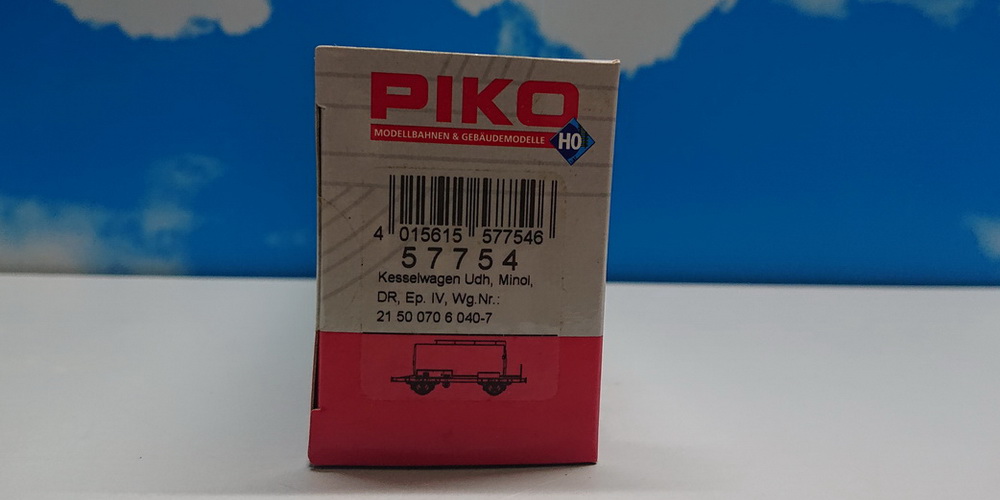 PIKO
MODELLBAHNEN & GEBÄUDEMODELLE
H0
4 015615 577546
57754
Kesselwagen Udh, Minol,
DR, Ep. IV, Wg.Nr.:
21 50 070 6 040-7